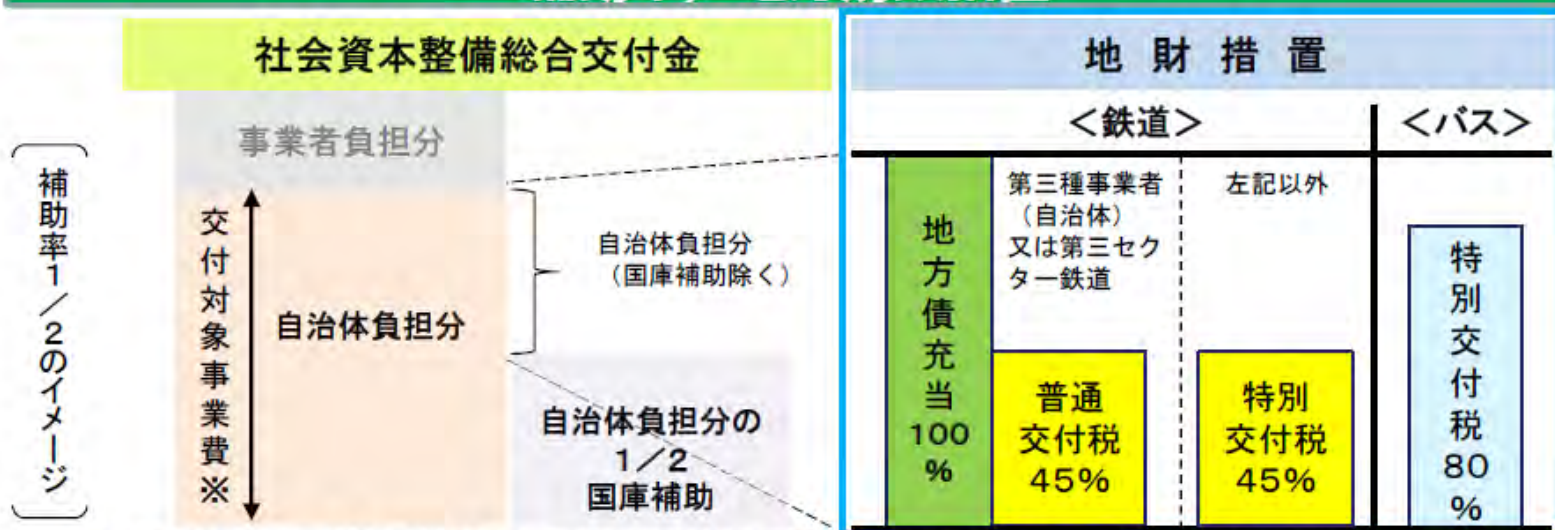 社会資本整備総合交付金
地財措置
補助率1/2のイメージ
事業者負担分
交付対象事業費※
自治体負担分
自治体負担分
（国庫補助除く）
自治体負担分の
1/2
国庫補助
＜鉄道＞
＜バス＞
地方債充当100%
第三種事業者
（自治体）
又は第三セク
ター鉄道
左記以外
普通
交付税
45%
特別
交付税
45%
特別交付税80%